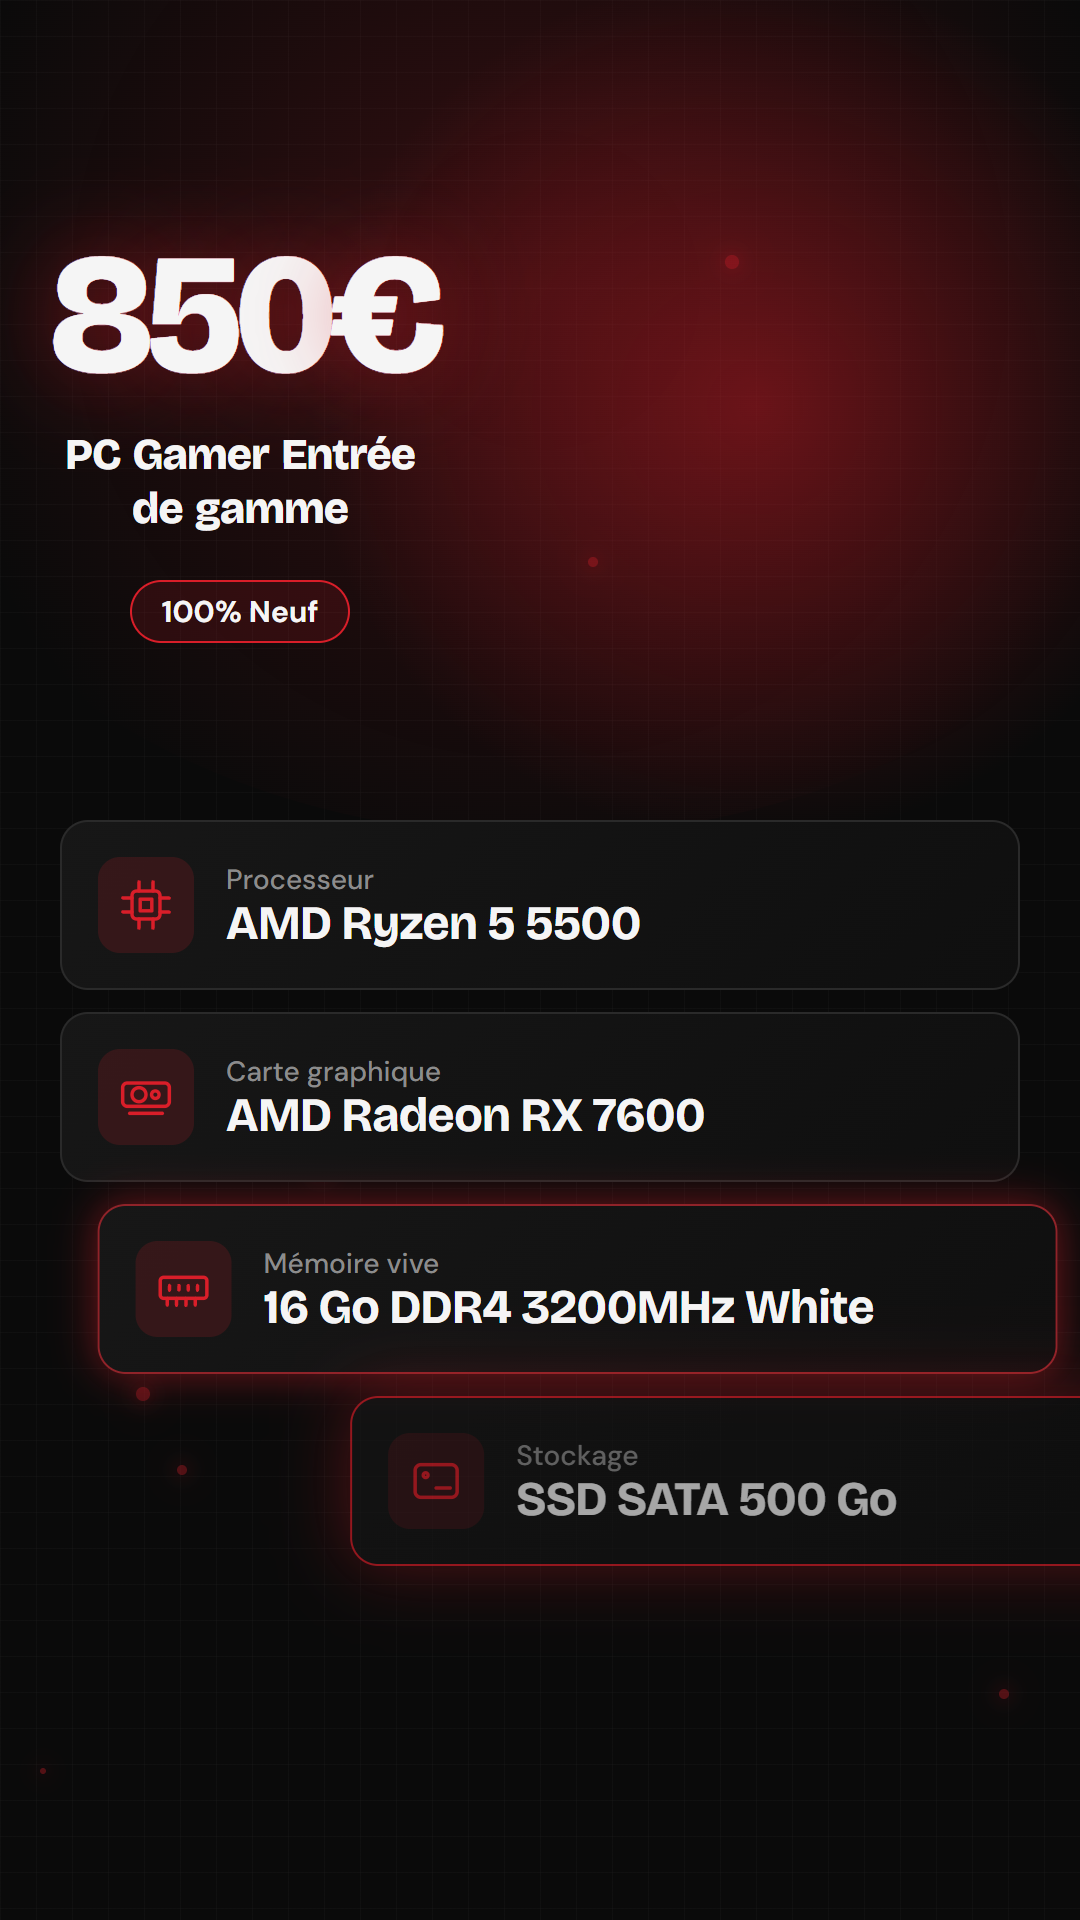 850€
PC Gamer Entrée
de gamme
100% Neuf
Processeur
AMD Ryzen 5 5500
Carte graphique
AMD Radeon RX 7600
Mémoire vive
16 Go DDR4 3200MHz White
Stockage
SSD SATA 500 Go